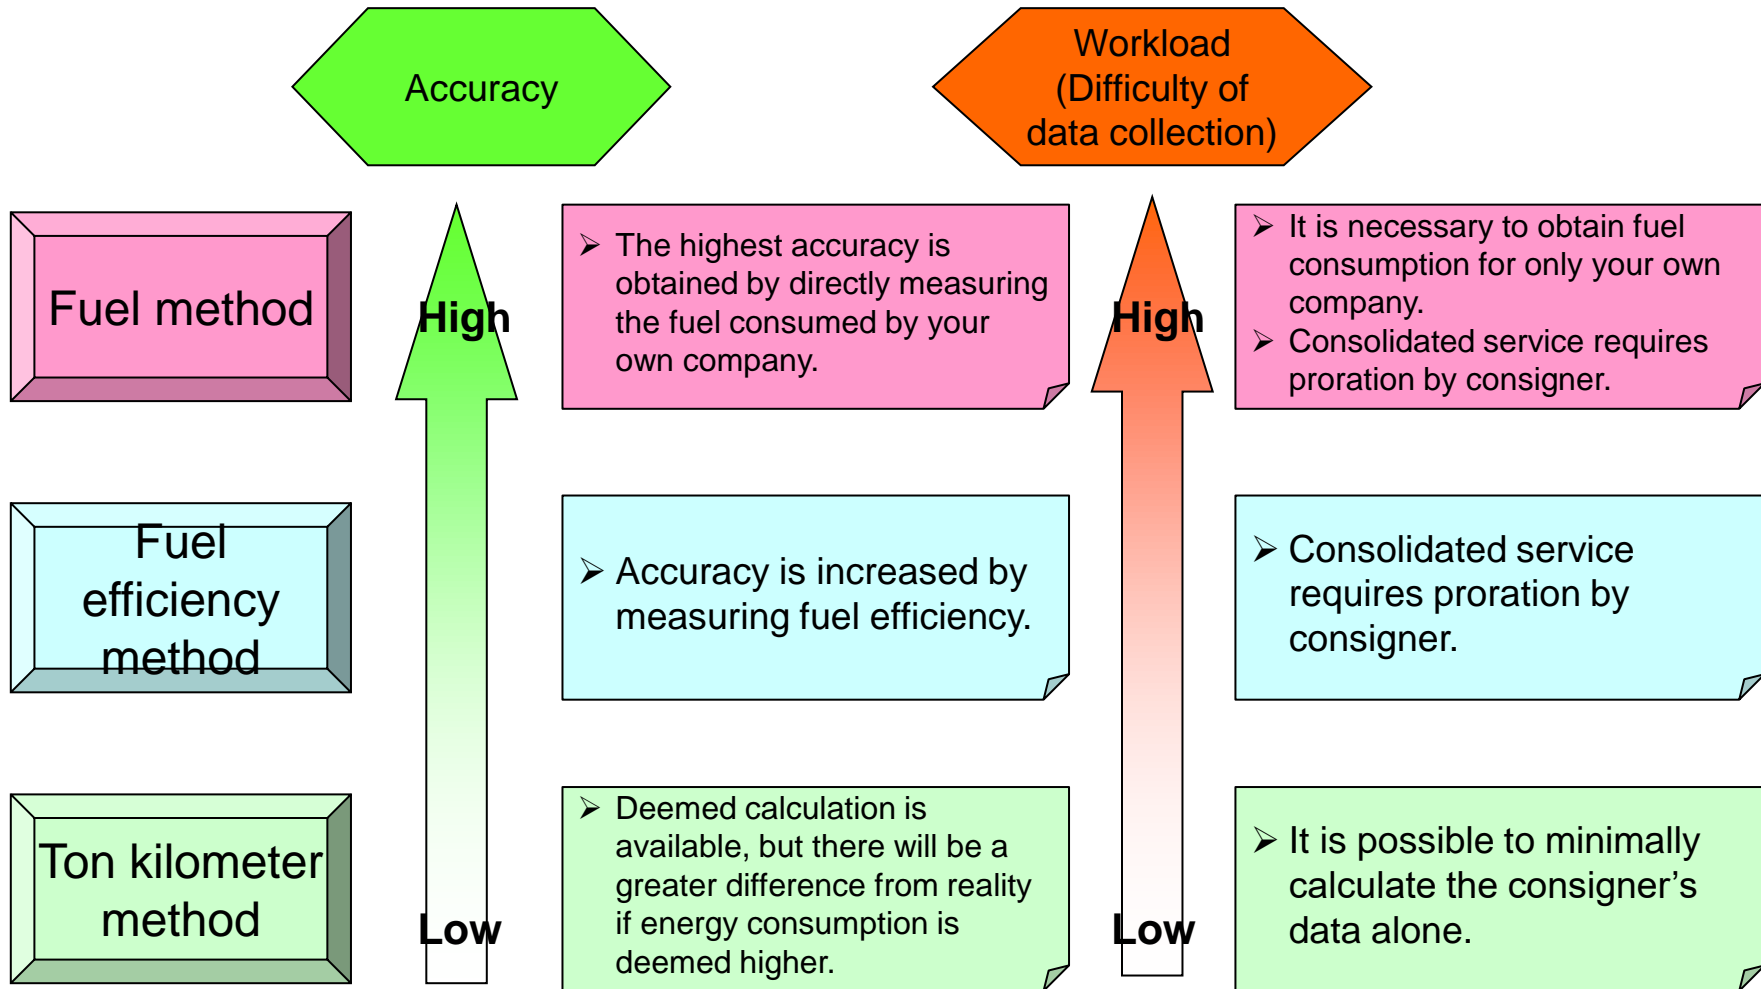 Accuracy
Workload
(Difficulty of
data collection)
Fuel method
High
➢ The highest accuracy is
obtained by directly measuring
the fuel consumed by your
own company.
High
➢ It is necessary to obtain fuel
consumption for only your own
company.
➢ Consolidated service requires
proration by consigner.
Fuel
efficiency
method
➢ Accuracy is increased by
measuring fuel efficiency.
➢ Consolidated service
requires proration by
consigner.
Ton kilometer
method
Low
➢ Deemed calculation is
available, but there will be a
greater difference from reality
if energy consumption is
deemed higher.
Low
➢ It is possible to minimally
calculate the consigner’s
data alone.